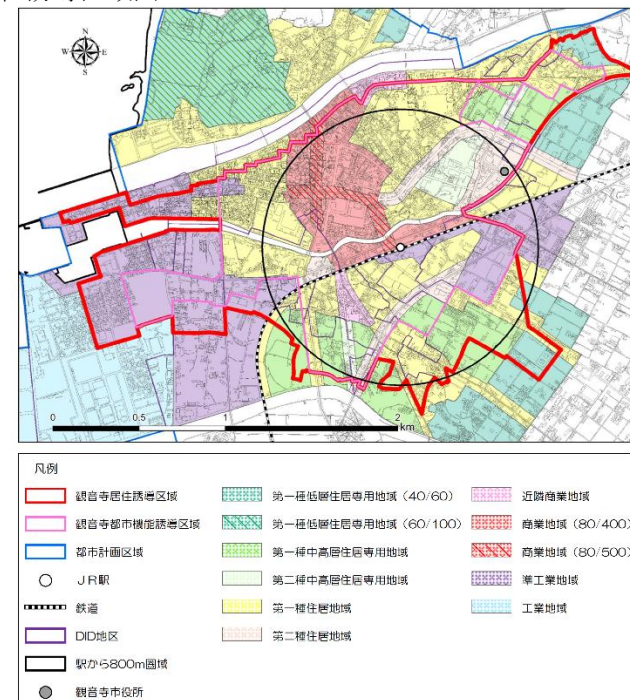 N
W E
S
0 0.5 1 2
km
凡例
観音寺居住誘導区域
観音寺都市機能誘導区域
都市計画区域
JR駅
鉄道
DID地区
駅から800m圏域
観音寺市役所
第一種低層住居専用地域(40/60)
第一種低層住居専用地域(60/100)
第一種中高層住居専用地域
第二種中高層住居専用地域
第一種住居地域
第二種住居地域
近隣商業地域
商業地域(80/400)
商業地域(80/500)
準工業地域
工業地域